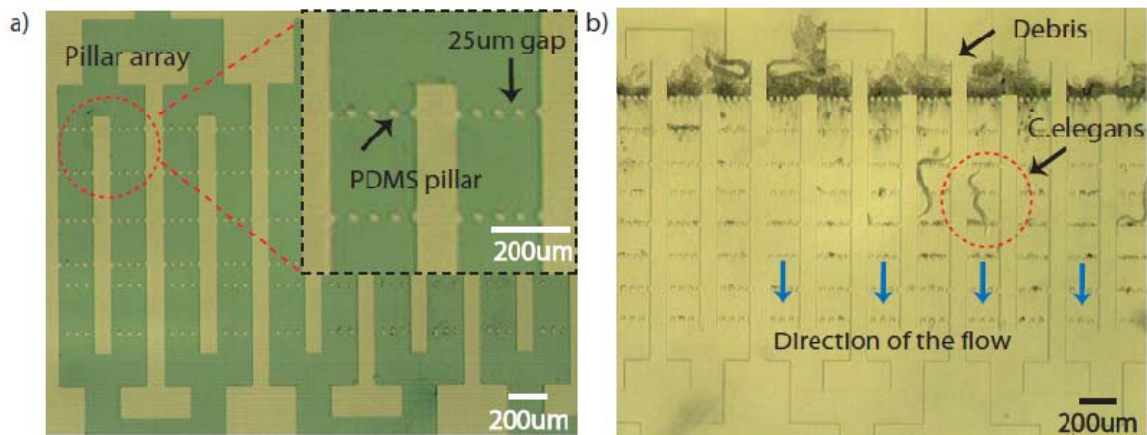 a)
Pillar array
25um gap
PDMS pillar
200um
200um
b)
Debris
C.elegans
Direction of the flow
200um